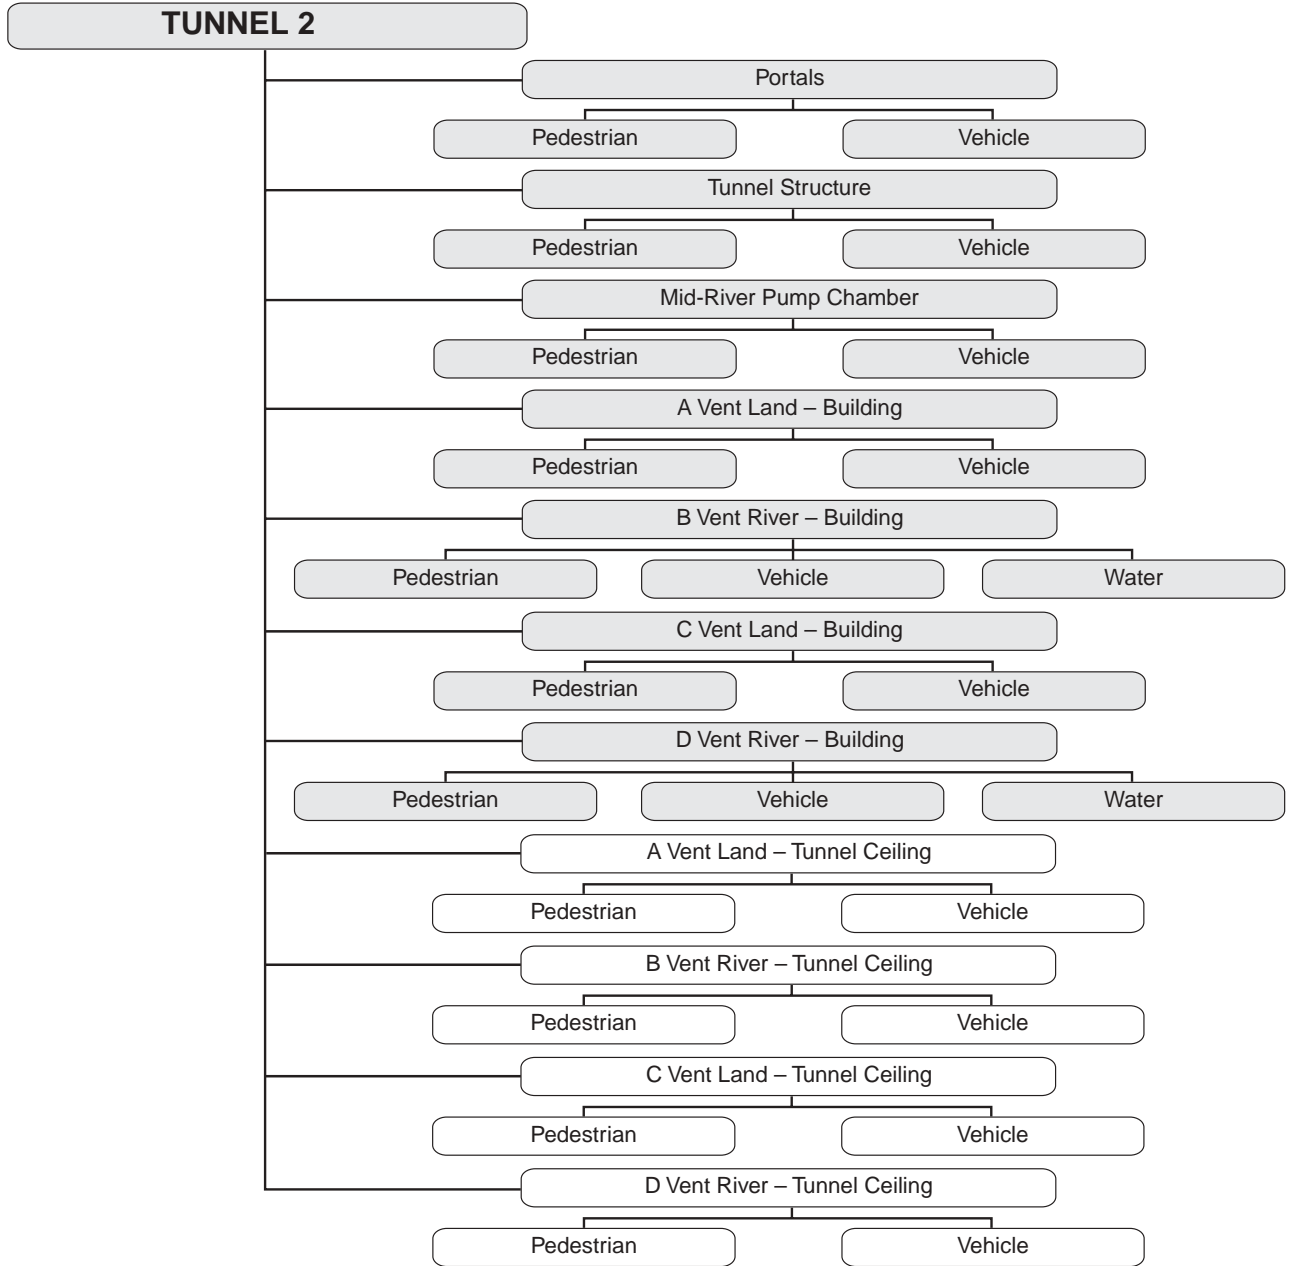 TUNNEL 2
Portals
Pedestrian
Vehicle
Tunnel Structure
Pedestrian
Vehicle
Mid-River Pump Chamber
Pedestrian
Vehicle
A Vent Land – Building
Pedestrian
Vehicle
B Vent River – Building
Pedestrian
Vehicle
Water
C Vent Land – Building
Pedestrian
Vehicle
D Vent River – Building
Pedestrian
Vehicle
Water
A Vent Land – Tunnel Ceiling
Pedestrian
Vehicle
B Vent River – Tunnel Ceiling
Pedestrian
Vehicle
C Vent Land – Tunnel Ceiling
Pedestrian
Vehicle
D Vent River – Tunnel Ceiling
Pedestrian
Vehicle